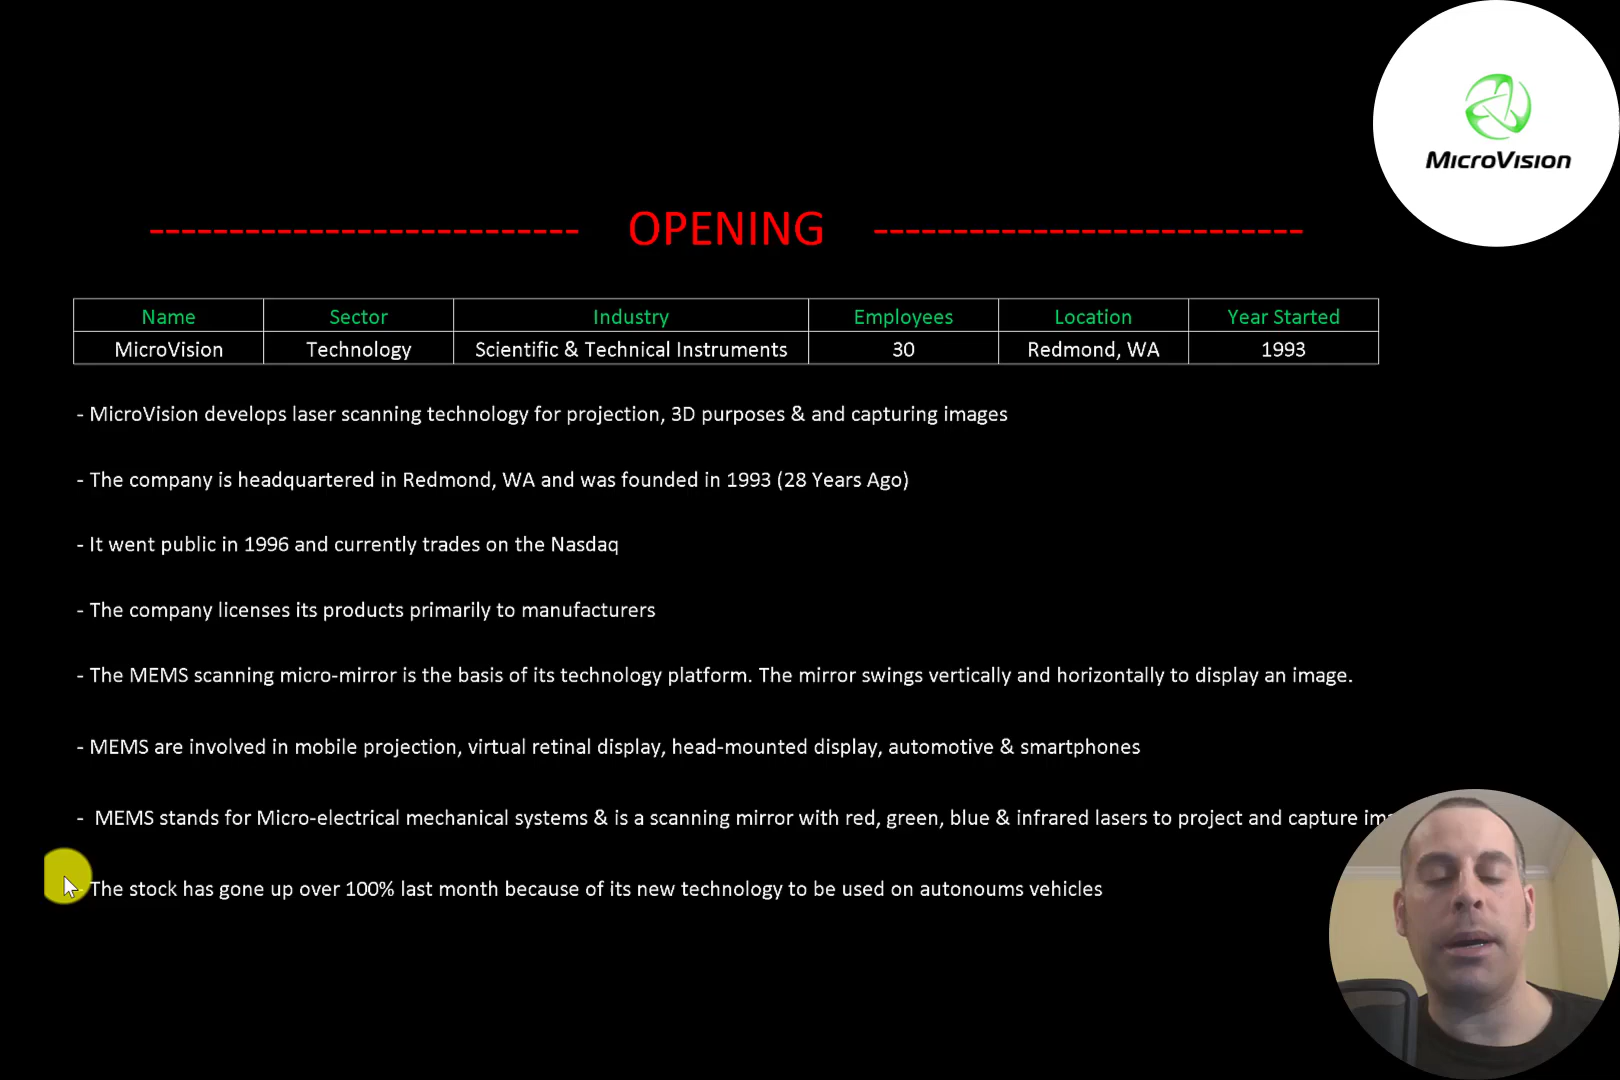 MicroVision
--------------------------- OPENING ---------------------------
Name Sector Industry Employees Location Year Started
MicroVision Technology Scientific & Technical Instruments 30 Redmond, WA 1993
- MicroVision develops laser scanning technology for projection, 3D purposes & and capturing images
- The company is headquartered in Redmond, WA and was founded in 1993 (28 Years Ago)
- It went public in 1996 and currently trades on the Nasdaq
- The company licenses its products primarily to manufacturers
- The MEMS scanning micro-mirror is the basis of its technology platform. The mirror swings vertically and horizontally to display an image.
- MEMS are involved in mobile projection, virtual retinal display, head-mounted display, automotive & smartphones
- MEMS stands for Micro-electrical mechanical systems & is a scanning mirror with red, green, blue & infrared lasers to project and capture
- The stock has gone up over 100% last month because of its new technology to be used on autonoums vehicles